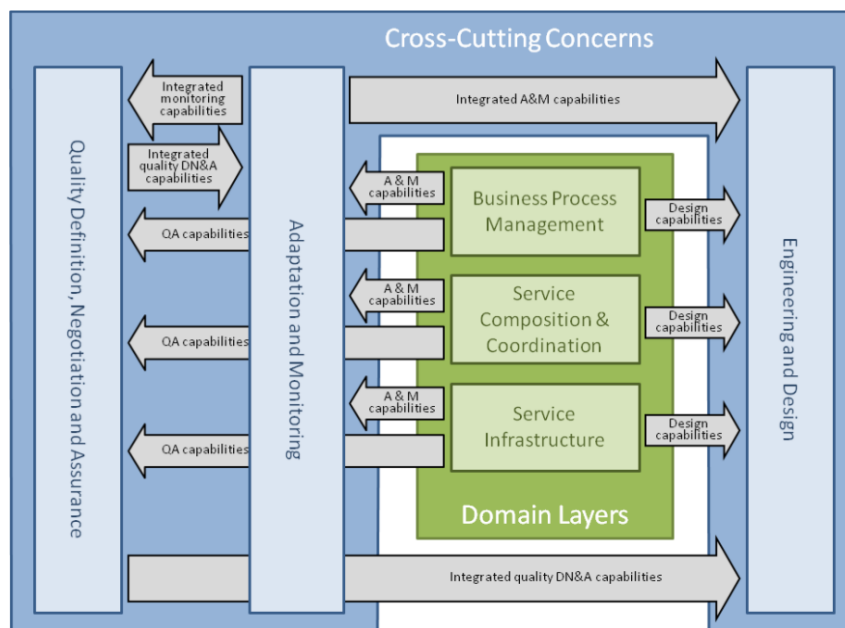 Cross-Cutting Concerns
Integrated
monitoring
capabilities
Integrated A&M capabilities
Integrated
quality DN&A
capabilities
Quality Definition, Negotiation and Assurance
Adaptation and Monitoring
Engineering and Design
A & M
capabilities
Business Process
Management
Design
capabilities
QA capabilities
A & M
capabilities
Service
Composition &
Coordination
Design
capabilities
QA capabilities
A & M
capabilities
Service
Infrastructure
Design
capabilities
QA capabilities
Domain Layers
Integrated quality DN&A capabilities